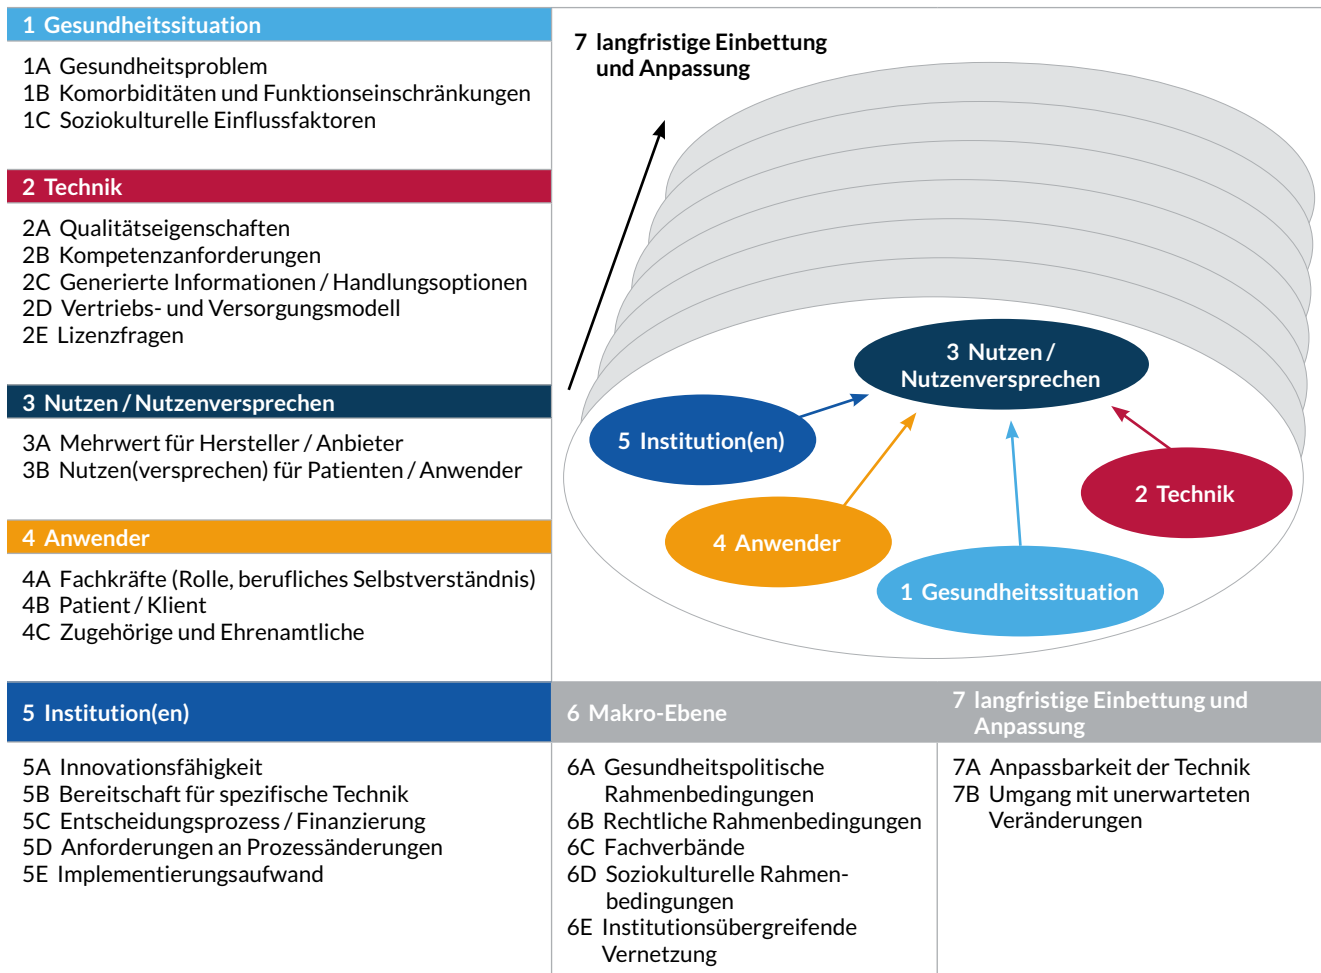 1 Gesundheitssituation
1A Gesundheitsproblem
1B Komorbiditäten und Funktionseinschränkungen
1C Soziokulturelle Einflussfaktoren
2 Technik
2A Qualitätseigenschaften
2B Kompetenzanforderungen
2C Generierte Informationen / Handlungsoptionen
2D Vertriebs- und Versorgungsmodell
2E Lizenzfragen
3 Nutzen / Nutzenversprechen
3A Mehrwert für Hersteller / Anbieter
3B Nutzen(versprechen) für Patienten / Anwender
4 Anwender
4A Fachkräfte (Rolle, berufliches Selbstverständnis)
4B Patient / Klient
4C Zugehörige und Ehrenamtliche
7 langfristige Einbettung
und Anpassung
3 Nutzen /
Nutzenversprechen
5 Institution(en)
2 Technik
4 Anwender
1 Gesundheitssituation
5 Institution(en)
5A Innovationsfähigkeit
5B Bereitschaft für spezifische Technik
5C Entscheidungsprozess / Finanzierung
5D Anforderungen an Prozessänderungen
5E Implementierungsaufwand
6 Makro-Ebene
6A Gesundheitspolitische
Rahmenbedingungen
6B Rechtliche Rahmenbedingungen
6C Fachverbände
6D Soziokulturelle Rahmen-
bedingungen
6E Institutionsübergreifende
Vernetzung
7 langfristige Einbettung und
Anpassung
7A Anpassbarkeit der Technik
7B Umgang mit unerwarteten
Veränderungen